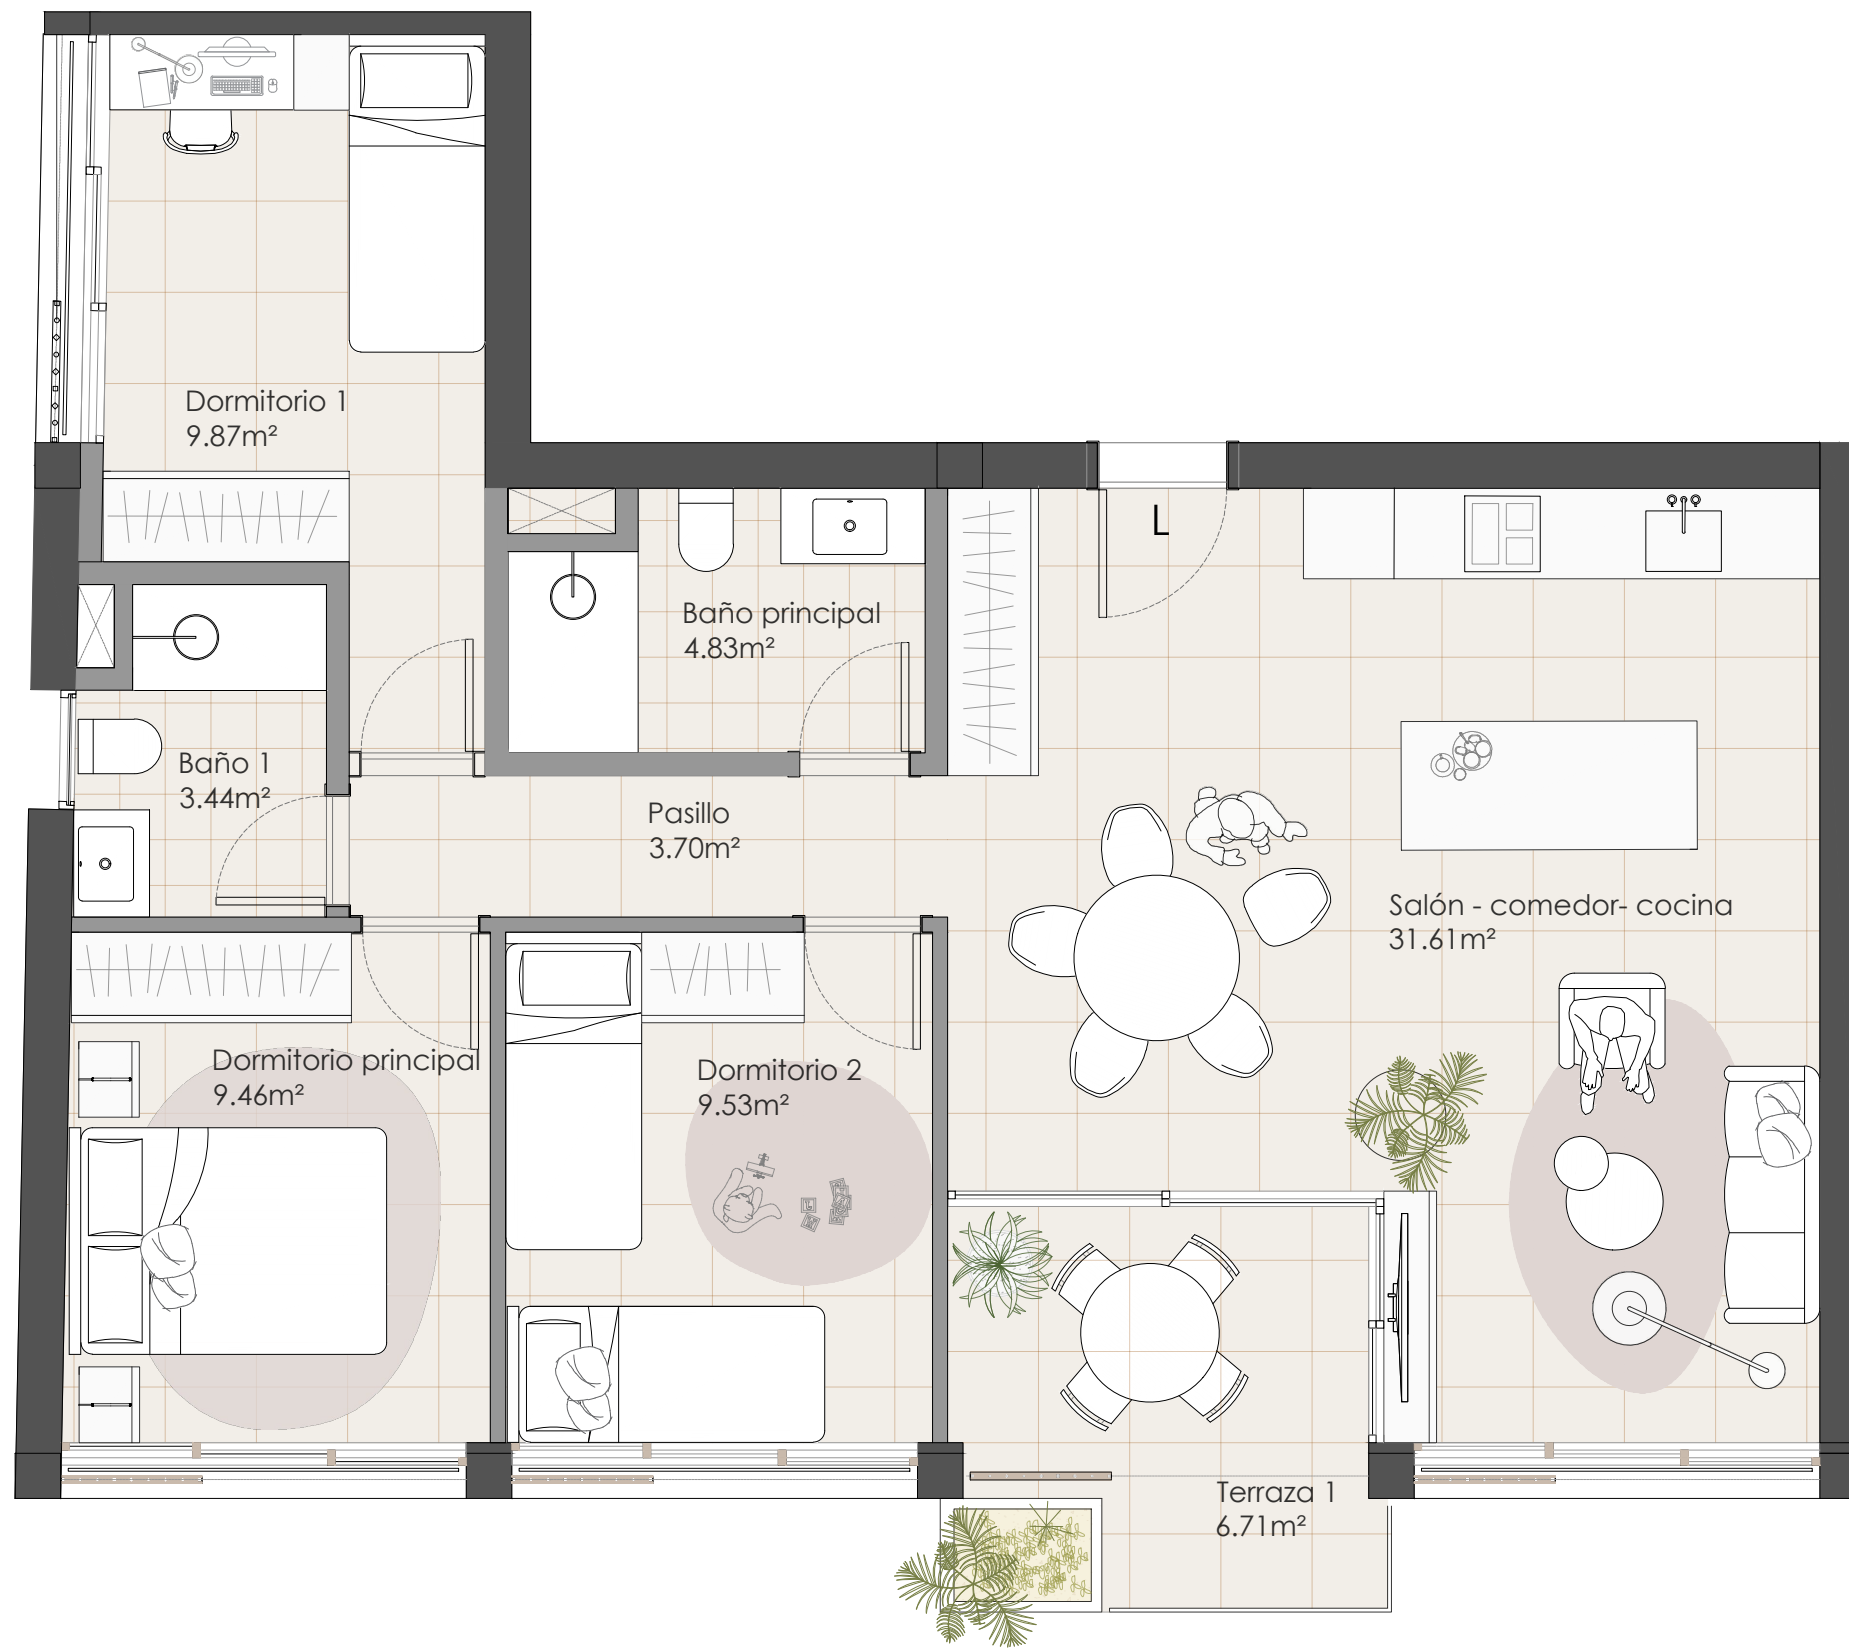 Dormitorio 1
9.87m²
L
Baño principal
4.83m²
Baño 1
3.44m²
Pasillo
3.70m²
Salón - comedor- cocina
31.61m²
Dormitorio principal
9.46m²
Dormitorio 2
9.53m²
Terraza 1
6.71m²